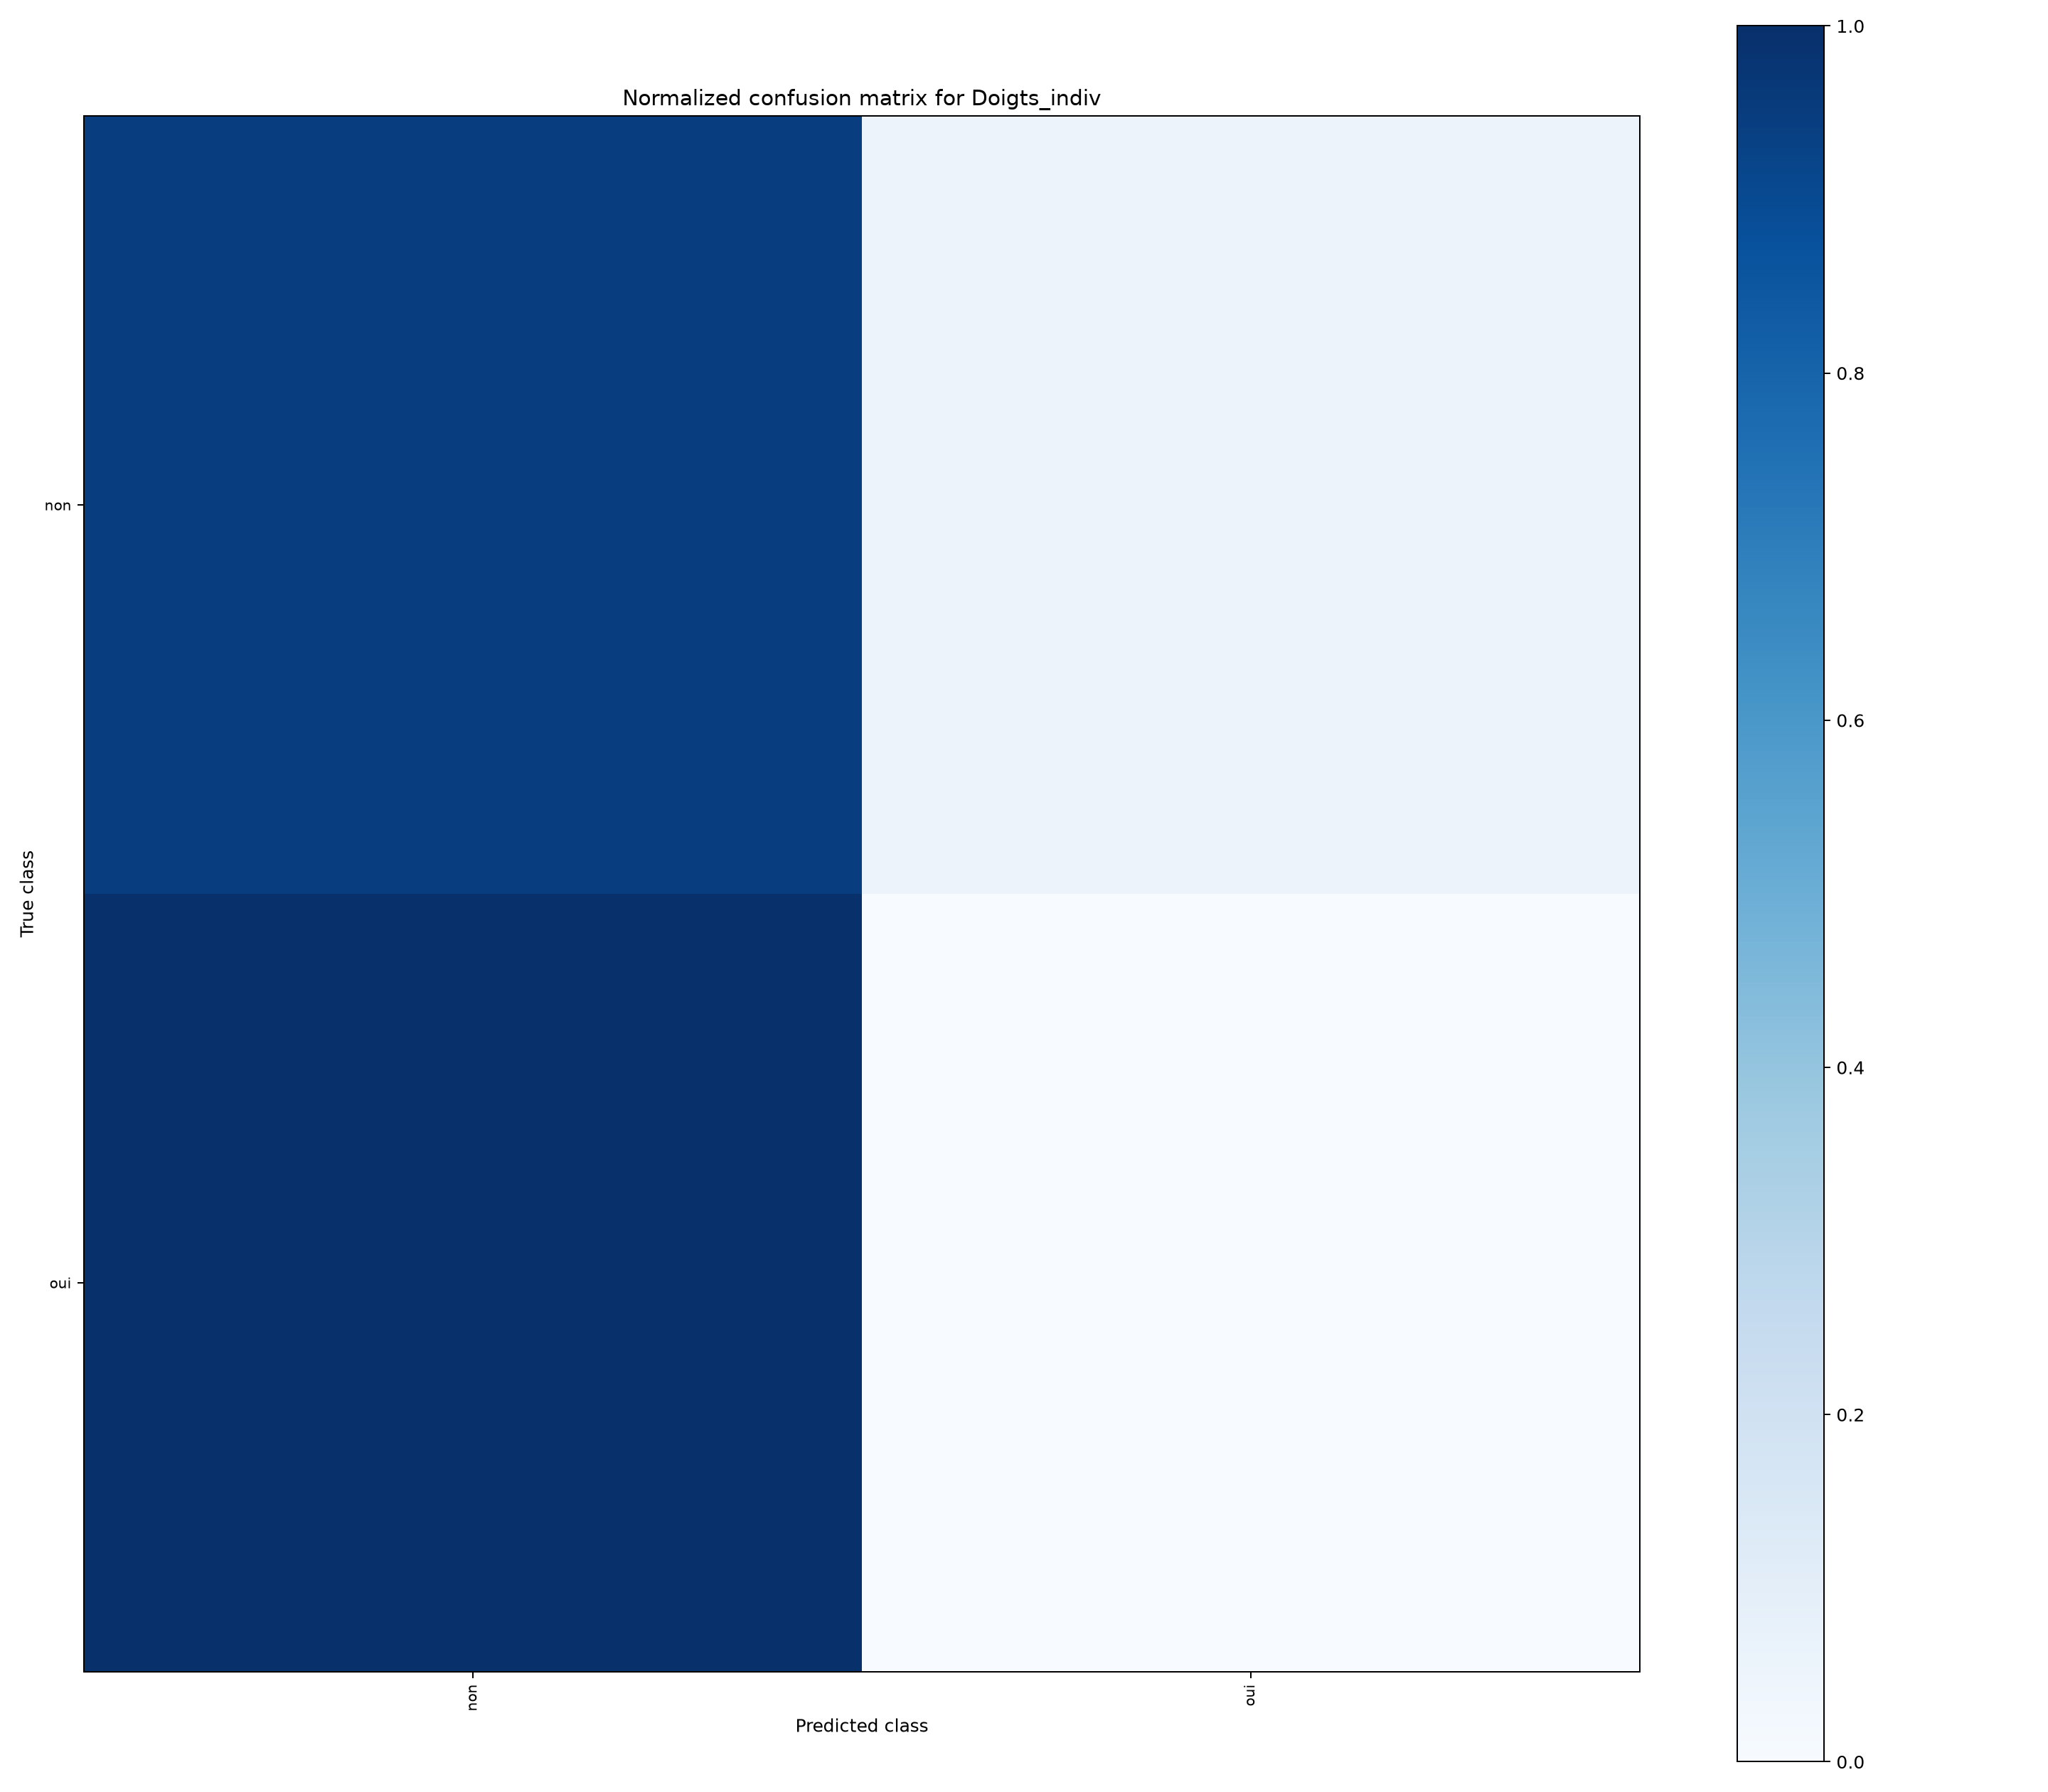 Normalized confusion matrix for Doigts_indiv
True class
non
oui
non
oui
Predicted class
1.0
0.8
0.6
0.4
0.2
0.0